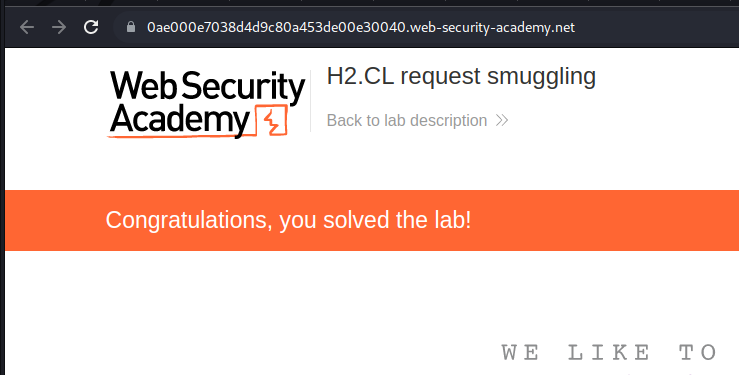 0ae000e7038d4d9c80a453de00e30040.web-security-academy.net
Web Security
Academy
H2.CL request smuggling
Back to lab description
Congratulations, you solved the lab!
WE LIKE TO